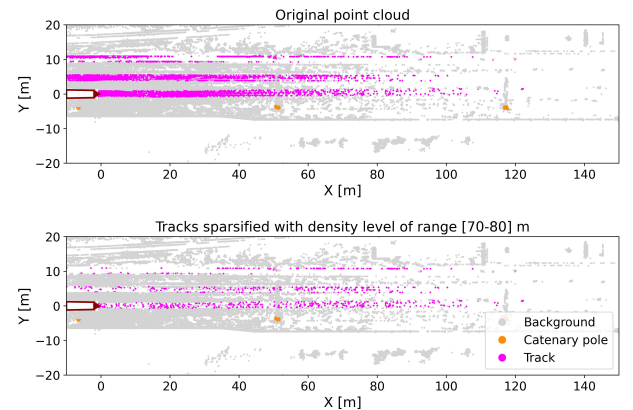 Original point cloud
20
10
0
−10
−20
Y [m]
0 20 40 60 80 100 120 140
X [m]
Tracks sparsified with density level of range [70-80] m
20
10
0
−10
−20
Y [m]
Background
Catenary pole
Track
0 20 40 60 80 100 120 140
X [m]